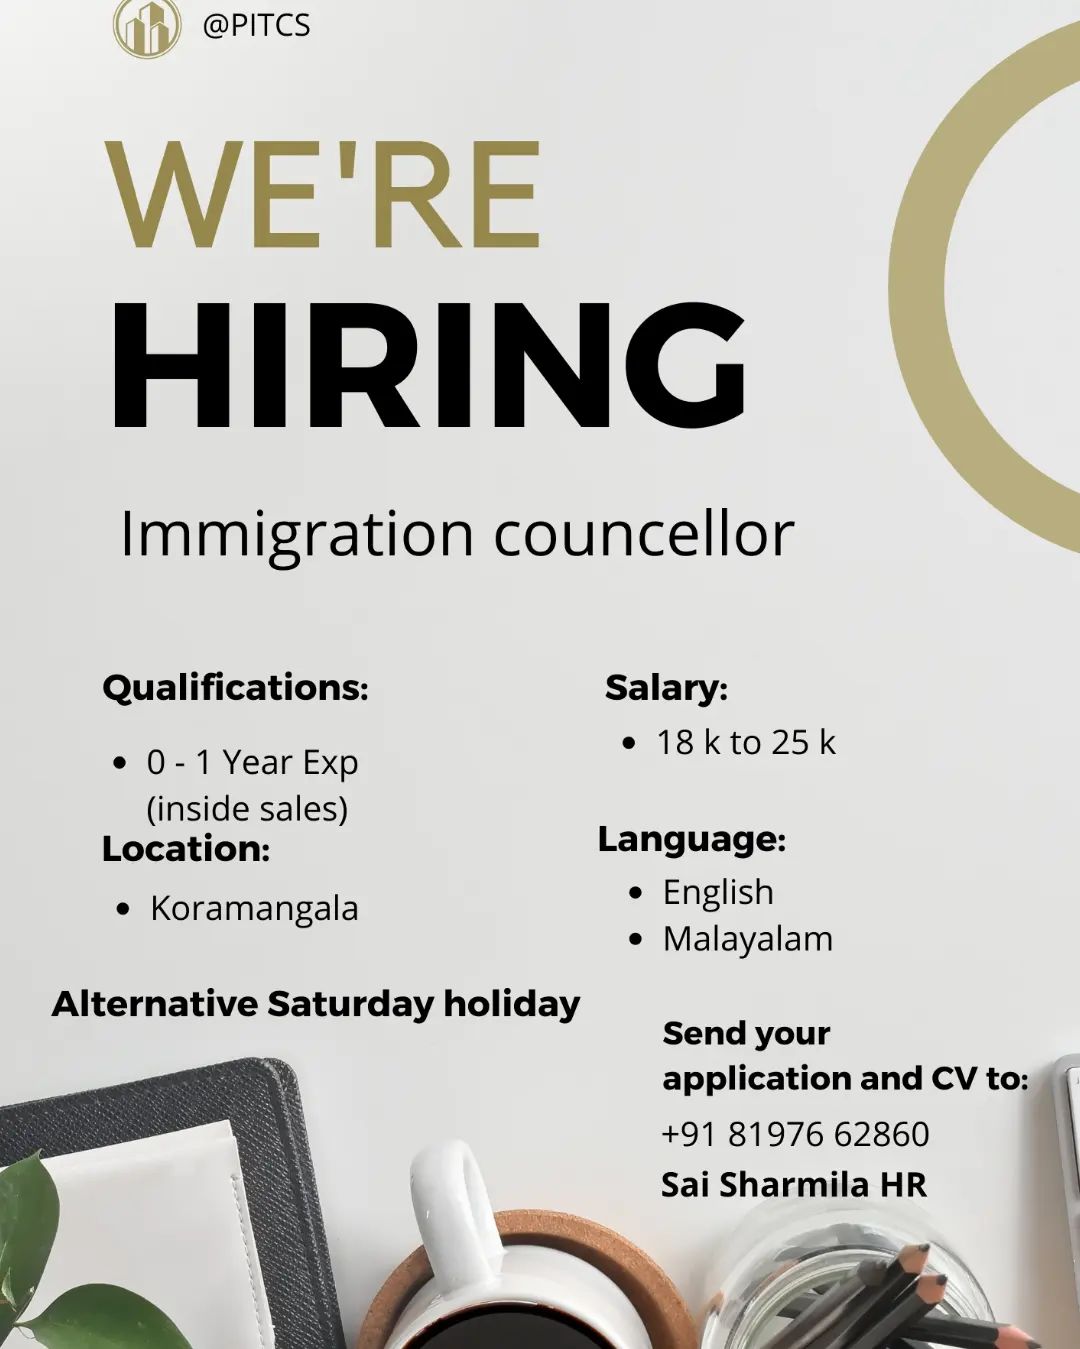 @PITCS
WE'RE
HIRING
Immigration councellor
Qualifications:
0 - 1 Year Exp
(inside sales)
Location:
Koramangala
Alternative Saturday holiday
Salary:
18 k to 25 k
Language:
English
Malayalam
Send your
application and CV to:
+91 81976 62860
Sai Sharmila HR